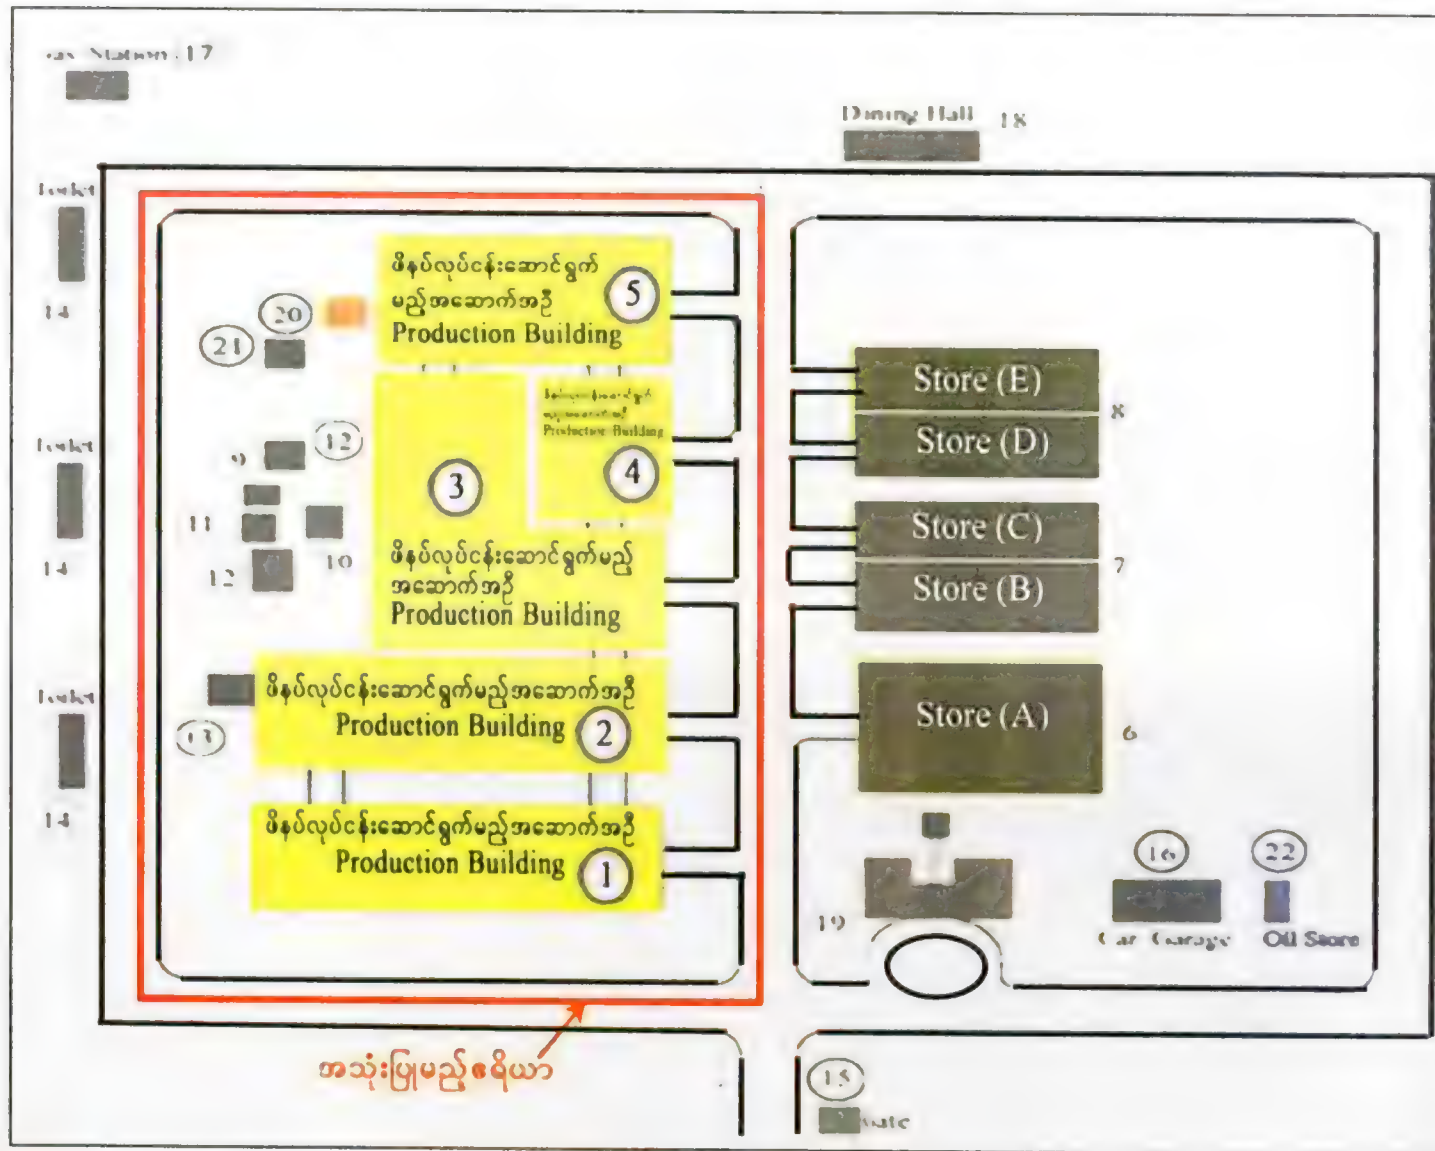 Station 17
Dining Hall 18
Toilet
14
ဖိနပ်လုပ်ငန်းဆောင်ရွက်
မည့်အဆောက်အဦ
Production Building
5
20
21
Store (E)
8
Store (D)
Production Building
4
Toilet
9
12
3
11
10
12
14
Store (C)
7
Store (B)
ဖိနပ်လုပ်ငန်းဆောင်ရွက်မည့်
အဆောက်အဦ
Production Building
Toilet
13
14
ဖိနပ်လုပ်ငန်းဆောင်ရွက်မည့်အဆောက်အဦ
Production Building
2
Store (A)
6
ဖိနပ်လုပ်ငန်းဆောင်ရွက်မည့်အဆောက်အဦ
Production Building
1
19
16
Car Garage
22
Oil Store
အသုံးပြုမည့်ဧရိယာ
15